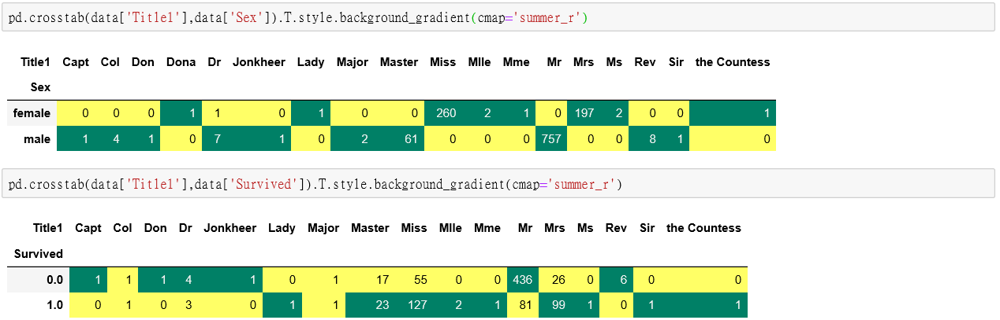 pd.crosstab(data['Title1'],data['Sex']).T.style.background_gradient(cmap='summer_r')
Title1 Capt Col Don Dona Dr Jonkheer Lady Major Master Miss Mlle Mme Mr Mrs Ms Rev Sir the Countess
Sex
female 0 0 0 1 1 0 1 0 0 260 2 1 0 197 2 0 0 1
male 1 4 1 0 7 1 0 2 61 0 0 0 757 0 0 8 1 0
pd.crosstab(data['Title1'],data['Survived']).T.style.background_gradient(cmap='summer_r')
Title1 Capt Col Don Dr Jonkheer Lady Major Master Miss Mlle Mme Mr Mrs Ms Rev Sir the Countess
Survived
0.0 1 1 1 4 1 0 1 17 55 0 0 436 26 0 6 0 0
1.0 0 1 0 3 0 1 1 23 127 2 1 81 99 1 0 1 1